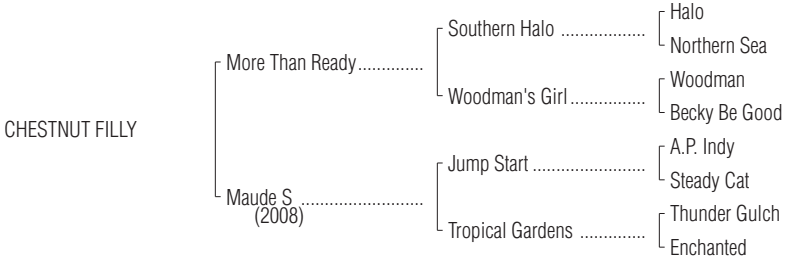 Halo
Southern Halo ...................
Northern Sea
More Than Ready..............
Woodman
Woodman's Girl................
Becky Be Good
CHESTNUT FILLY
A.P. Indy
Jump Start .........................
Steady Cat
Maude S ...........................
(2008)
Thunder Gulch
Tropical Gardens ..............
Enchanted